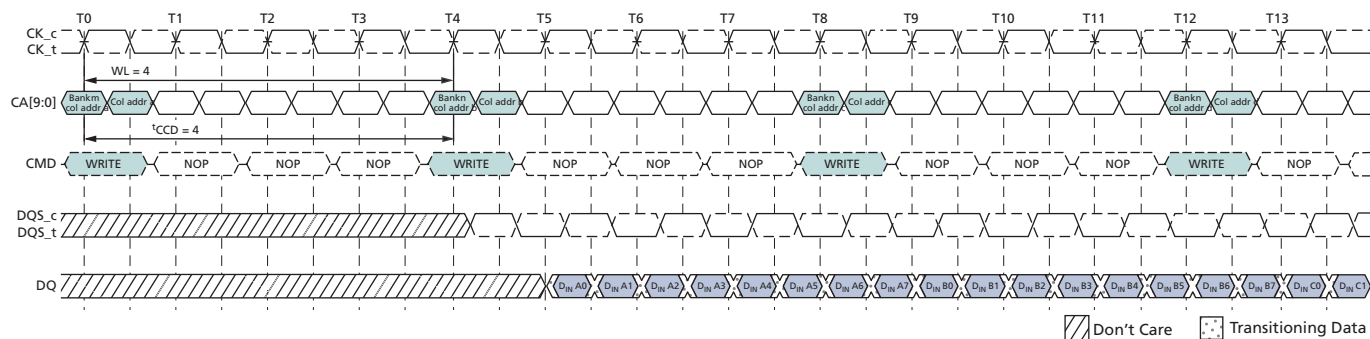 T0 T1 T2 T3 T4 T5 T6 T7 T8 T9 T10 T11 T12 T13
CK_c
CK_t
WL = 4
CA[9:0]
Bankm
col addr a
Col addr
Bankn
col addr b
Col addr
Bankn
col addr c
Col addr
Bankn
col addr d
Col addr
tCCD = 4
CMD WRITE NOP NOP NOP WRITE NOP NOP NOP WRITE NOP NOP NOP WRITE NOP
DQS_c
DQS_t
DQ DIN A0 DIN A1 DIN A2 DIN A3 DIN A4 DIN A5 DIN A6 DIN A7 DIN B0 DIN B1 DIN B2 DIN B3 DIN B4 DIN B5 DIN B6 DIN B7 DIN C0 DIN C1
Don't Care Transitioning Data